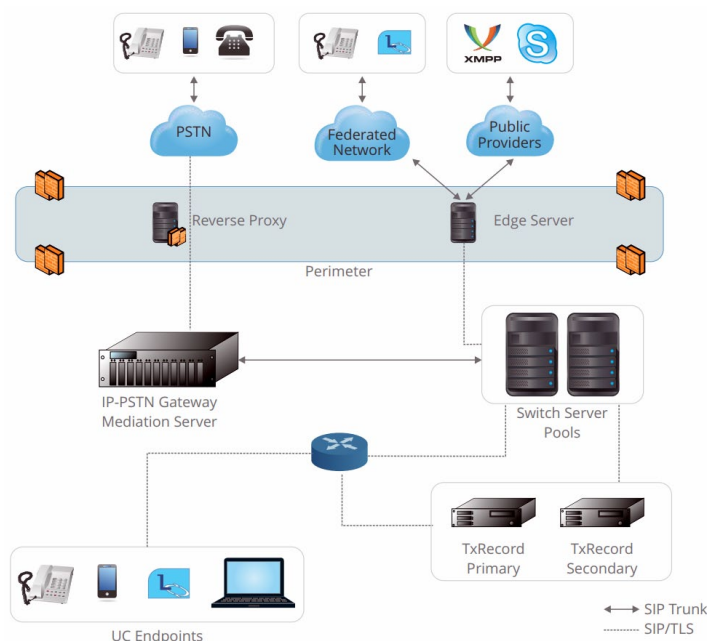 XMPP
PSTN
Federated
Network
Public
Providers
Reverse Proxy
Edge Server
Perimeter
IP-PSTN Gateway
Mediation Server
Switch Server
Pools
TxRecord
Primary
TxRecord
Secondary
UC Endpoints
SIP Trunk
SIP/TLS